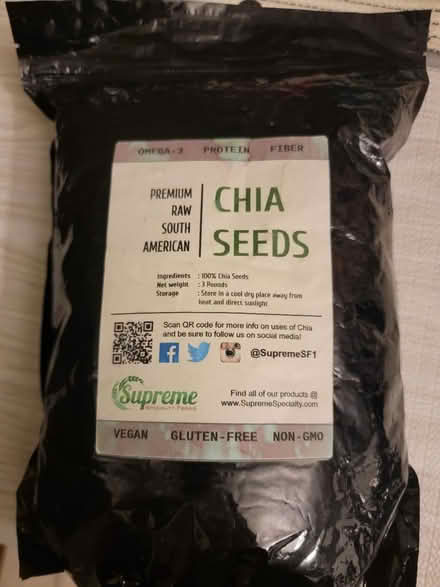 OMEGA-3 PROTEIN FIBER
PREMIUM
RAW
SOUTH
AMERICAN
CHIA
SEEDS
Ingredients : 100% Chia Seeds
Net weight : 3 Pounds
Storage : Store in a cool dry place away from
heat and direct sunlight
Scan QR code for more info on uses of Chia
and be sure to follow us on social media!
@SupremeSF1
Supreme
SPECIALTY FOODS
Find all of our products @
www.SupremeSpecialty.com
VEGAN GLUTEN-FREE NON-GMO